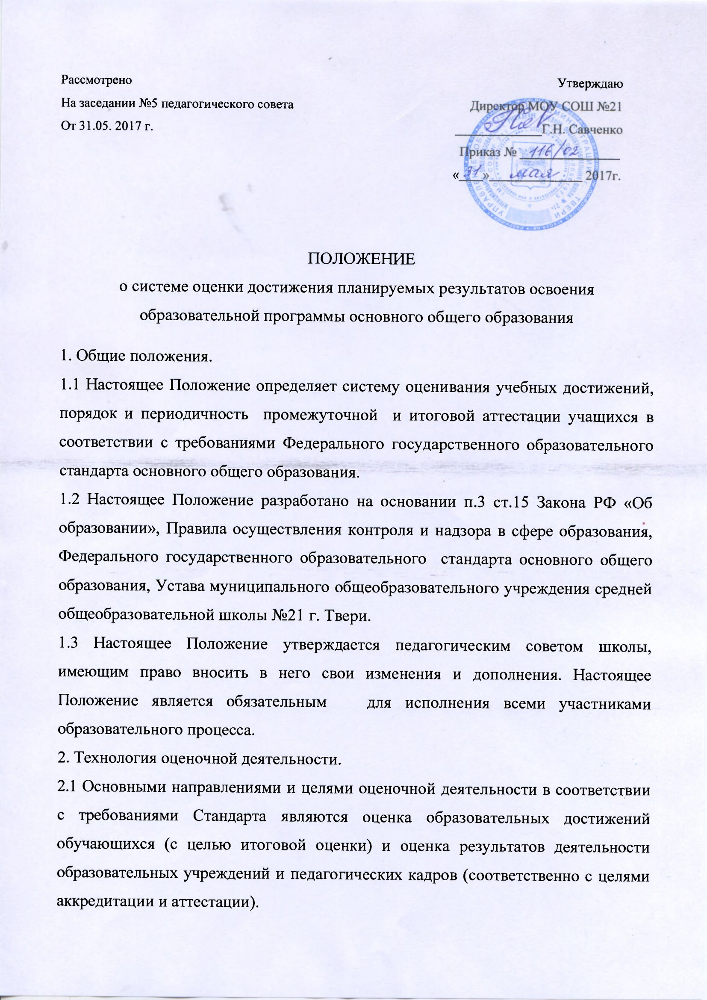 Рассмотрено
На заседании №5 педагогического совета
От 31.05. 2017 г.
Утверждаю
Директор МОУ СОШ №21
Г.Н. Савченко
Приказ № 116/02
«31» мая 2017г.
ПОЛОЖЕНИЕ
о системе оценки достижения планируемых результатов освоения
образовательной программы основного общего образования
1. Общие положения.
1.1 Настоящее Положение определяет систему оценивания учебных достижений,
порядок и периодичность промежуточной и итоговой аттестации учащихся в
соответствии с требованиями Федерального государственного образовательного
стандарта основного общего образования.
1.2 Настоящее Положение разработано на основании п.3 ст.15 Закона РФ «Об
образовании», Правила осуществления контроля и надзора в сфере образования,
Федерального государственного образовательного стандарта основного общего
образования, Устава муниципального общеобразовательного учреждения средней
общеобразовательной школы №21 г. Твери.
1.3 Настоящее Положение утверждается педагогическим советом школы,
имеющим право вносить в него свои изменения и дополнения. Настоящее
Положение является обязательным для исполнения всеми участниками
образовательного процесса.
2. Технология оценочной деятельности.
2.1 Основными направлениями и целями оценочной деятельности в соответствии
с требованиями Стандарта являются оценка образовательных достижений
обучающихся (с целью итоговой оценки) и оценка результатов деятельности
образовательных учреждений и педагогических кадров (соответственно с целями
аккредитации и аттестации).